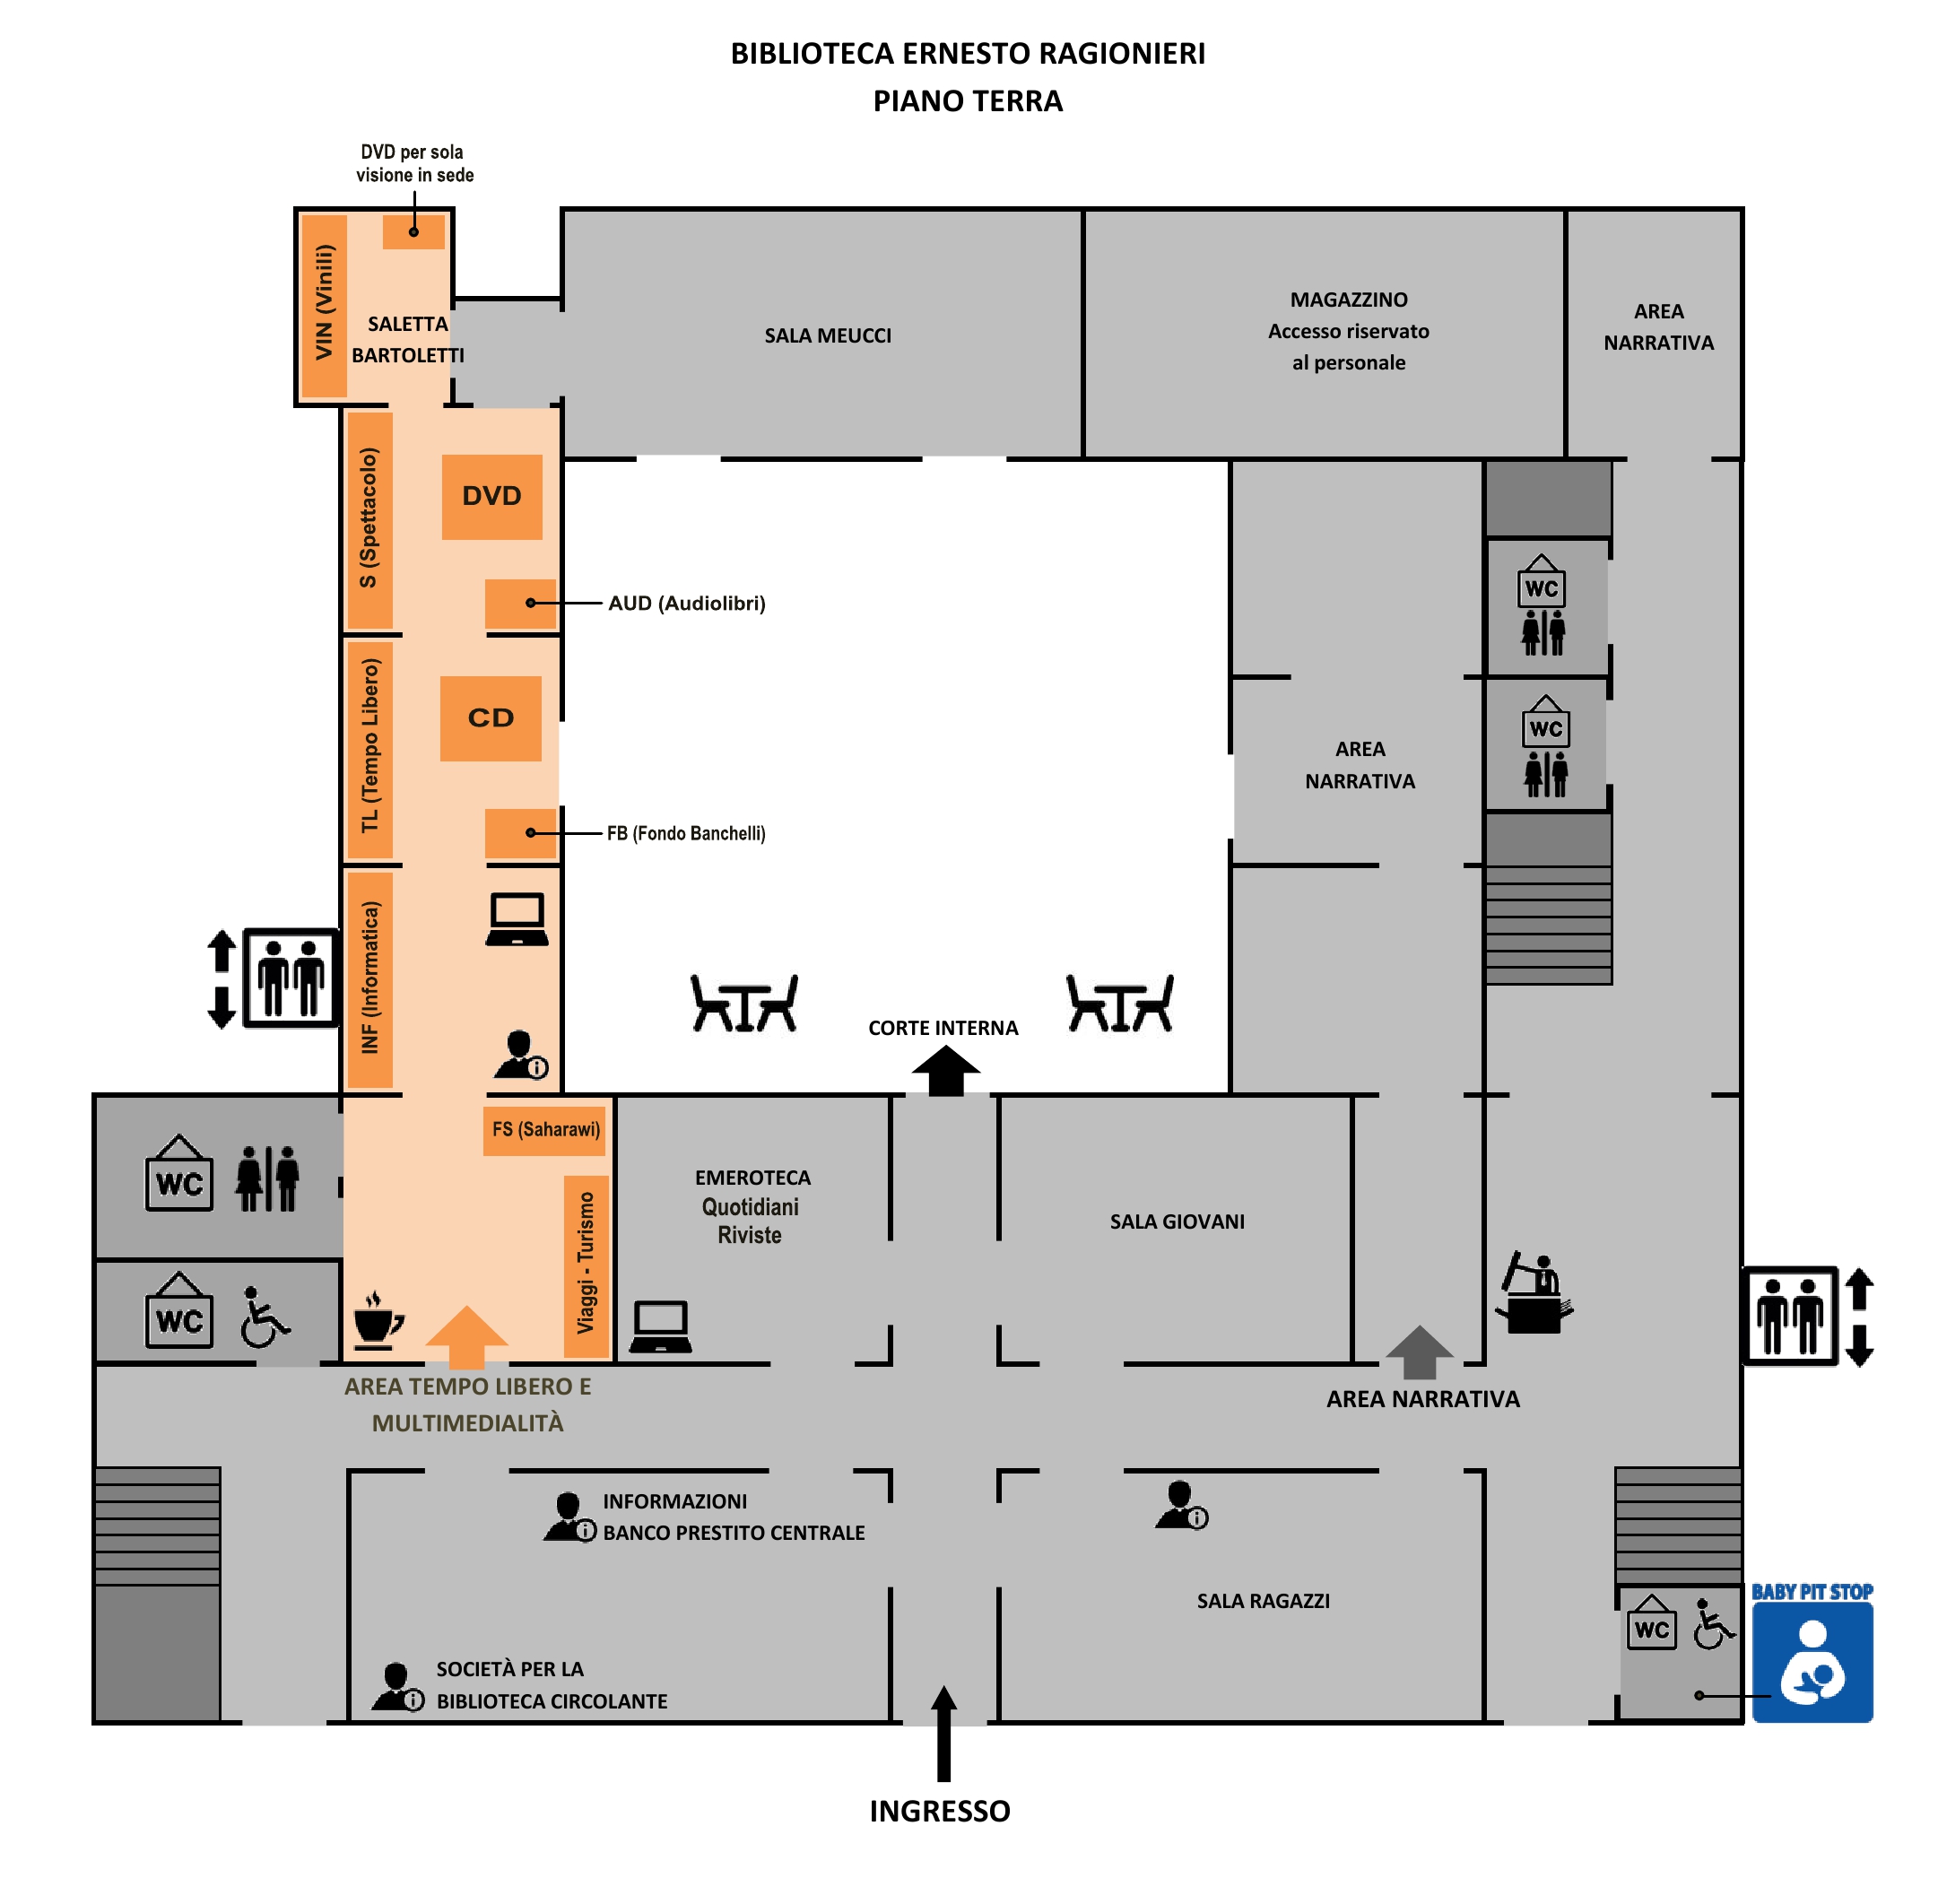 BIBLIOTECA ERNESTO RAGIONIERI
PIANO TERRA
DVD per sola
visione in sede
VIN (Vinili)
SALETTA
BARTOLETTI
SALA MEUCCI
MAGAZZINO
Accesso riservato
al personale
AREA
NARRATIVA
S (Spettacolo)
DVD
AUD (Audiolibri)
WC
TL (Tempo Libero)
CD
WC
AREA
NARRATIVA
FB (Fondo Banchelli)
INF (Informatica)
CORTE INTERNA
FS (Saharawi)
WC
EMEROTECA
Quotidiani
Riviste
SALA GIOVANI
Viaggi - Turismo
WC
AREA TEMPO LIBERO E
MULTIMEDIALITÀ
AREA NARRATIVA
INFORMAZIONI
BANCO PRESTITO CENTRALE
SALA RAGAZZI
BABY PIT STOP
WC
SOCIETÀ PER LA
BIBLIOTECA CIRCOLANTE
INGRESSO